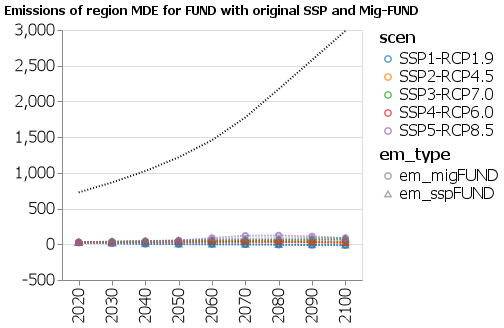 Emissions of region MDE for FUND with original SSP and Mig-FUND
3,000
2,500
2,000
1,500
1,000
500
0
-500
2020 2030 2040 2050 2060 2070 2080 2090 2100
scen
SSP1-RCP1.9
SSP2-RCP4.5
SSP3-RCP7.0
SSP4-RCP6.0
SSP5-RCP8.5
em_type
em_migFUND
em_sspFUND